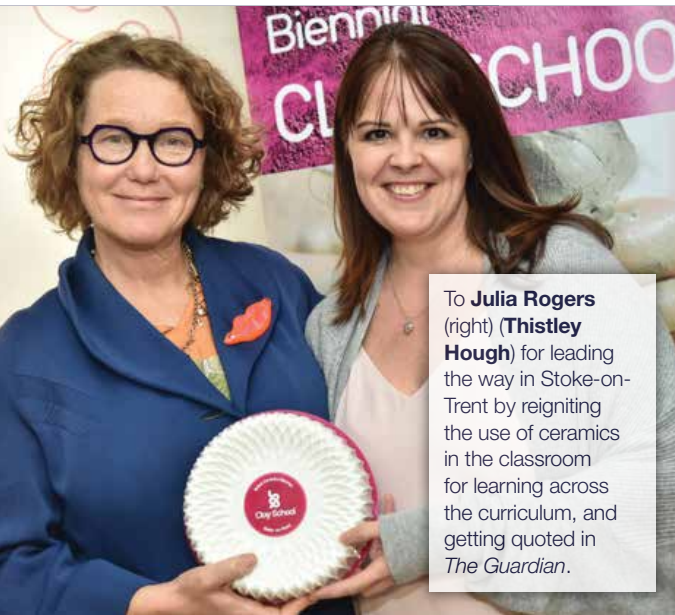 Biennial
CL SCHOO
To Julia Rogers
(right) (Thistley
Hough) for leading
the way in Stoke-on-
Trent by reigniting
the use of ceramics
in the classroom
for learning across
the curriculum, and
getting quoted in
The Guardian.
Clay School